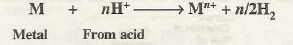 M + nH⁺ ⟶ Mⁿ⁺ + n/2H₂
Metal From acid